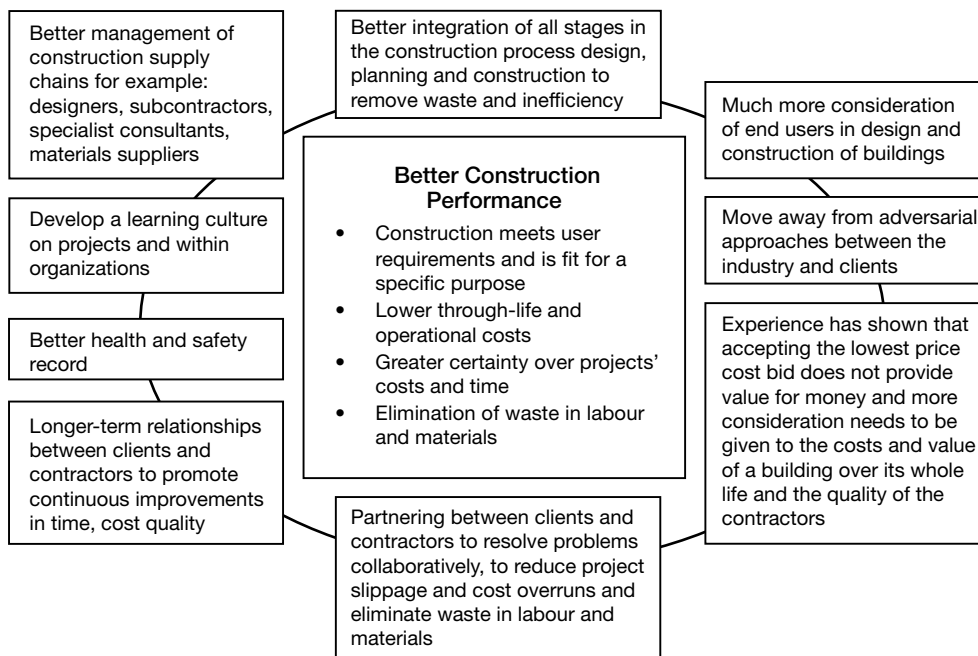 Better management of
construction supply
chains for example:
designers, subcontractors,
specialist consultants,
materials suppliers
Better integration of all stages in
the construction process design,
planning and construction to
remove waste and inefficiency
Much more consideration
of end users in design and
construction of buildings
Develop a learning culture
on projects and within
organizations
Better Construction
Performance
• Construction meets user
requirements and is fit for a
specific purpose
• Lower through-life and
operational costs
• Greater certainty over projects'
costs and time
• Elimination of waste in labour
and materials
Move away from adversarial
approaches between the
industry and clients
Better health and safety
record
Experience has shown that
accepting the lowest price
cost bid does not provide
value for money and more
consideration needs to be
given to the costs and value
of a building over its whole
life and the quality of the
contractors
Longer-term relationships
between clients and
contractors to promote
continuous improvements
in time, cost quality
Partnering between clients and
contractors to resolve problems
collaboratively, to reduce project
slippage and cost overruns and
eliminate waste in labour and
materials